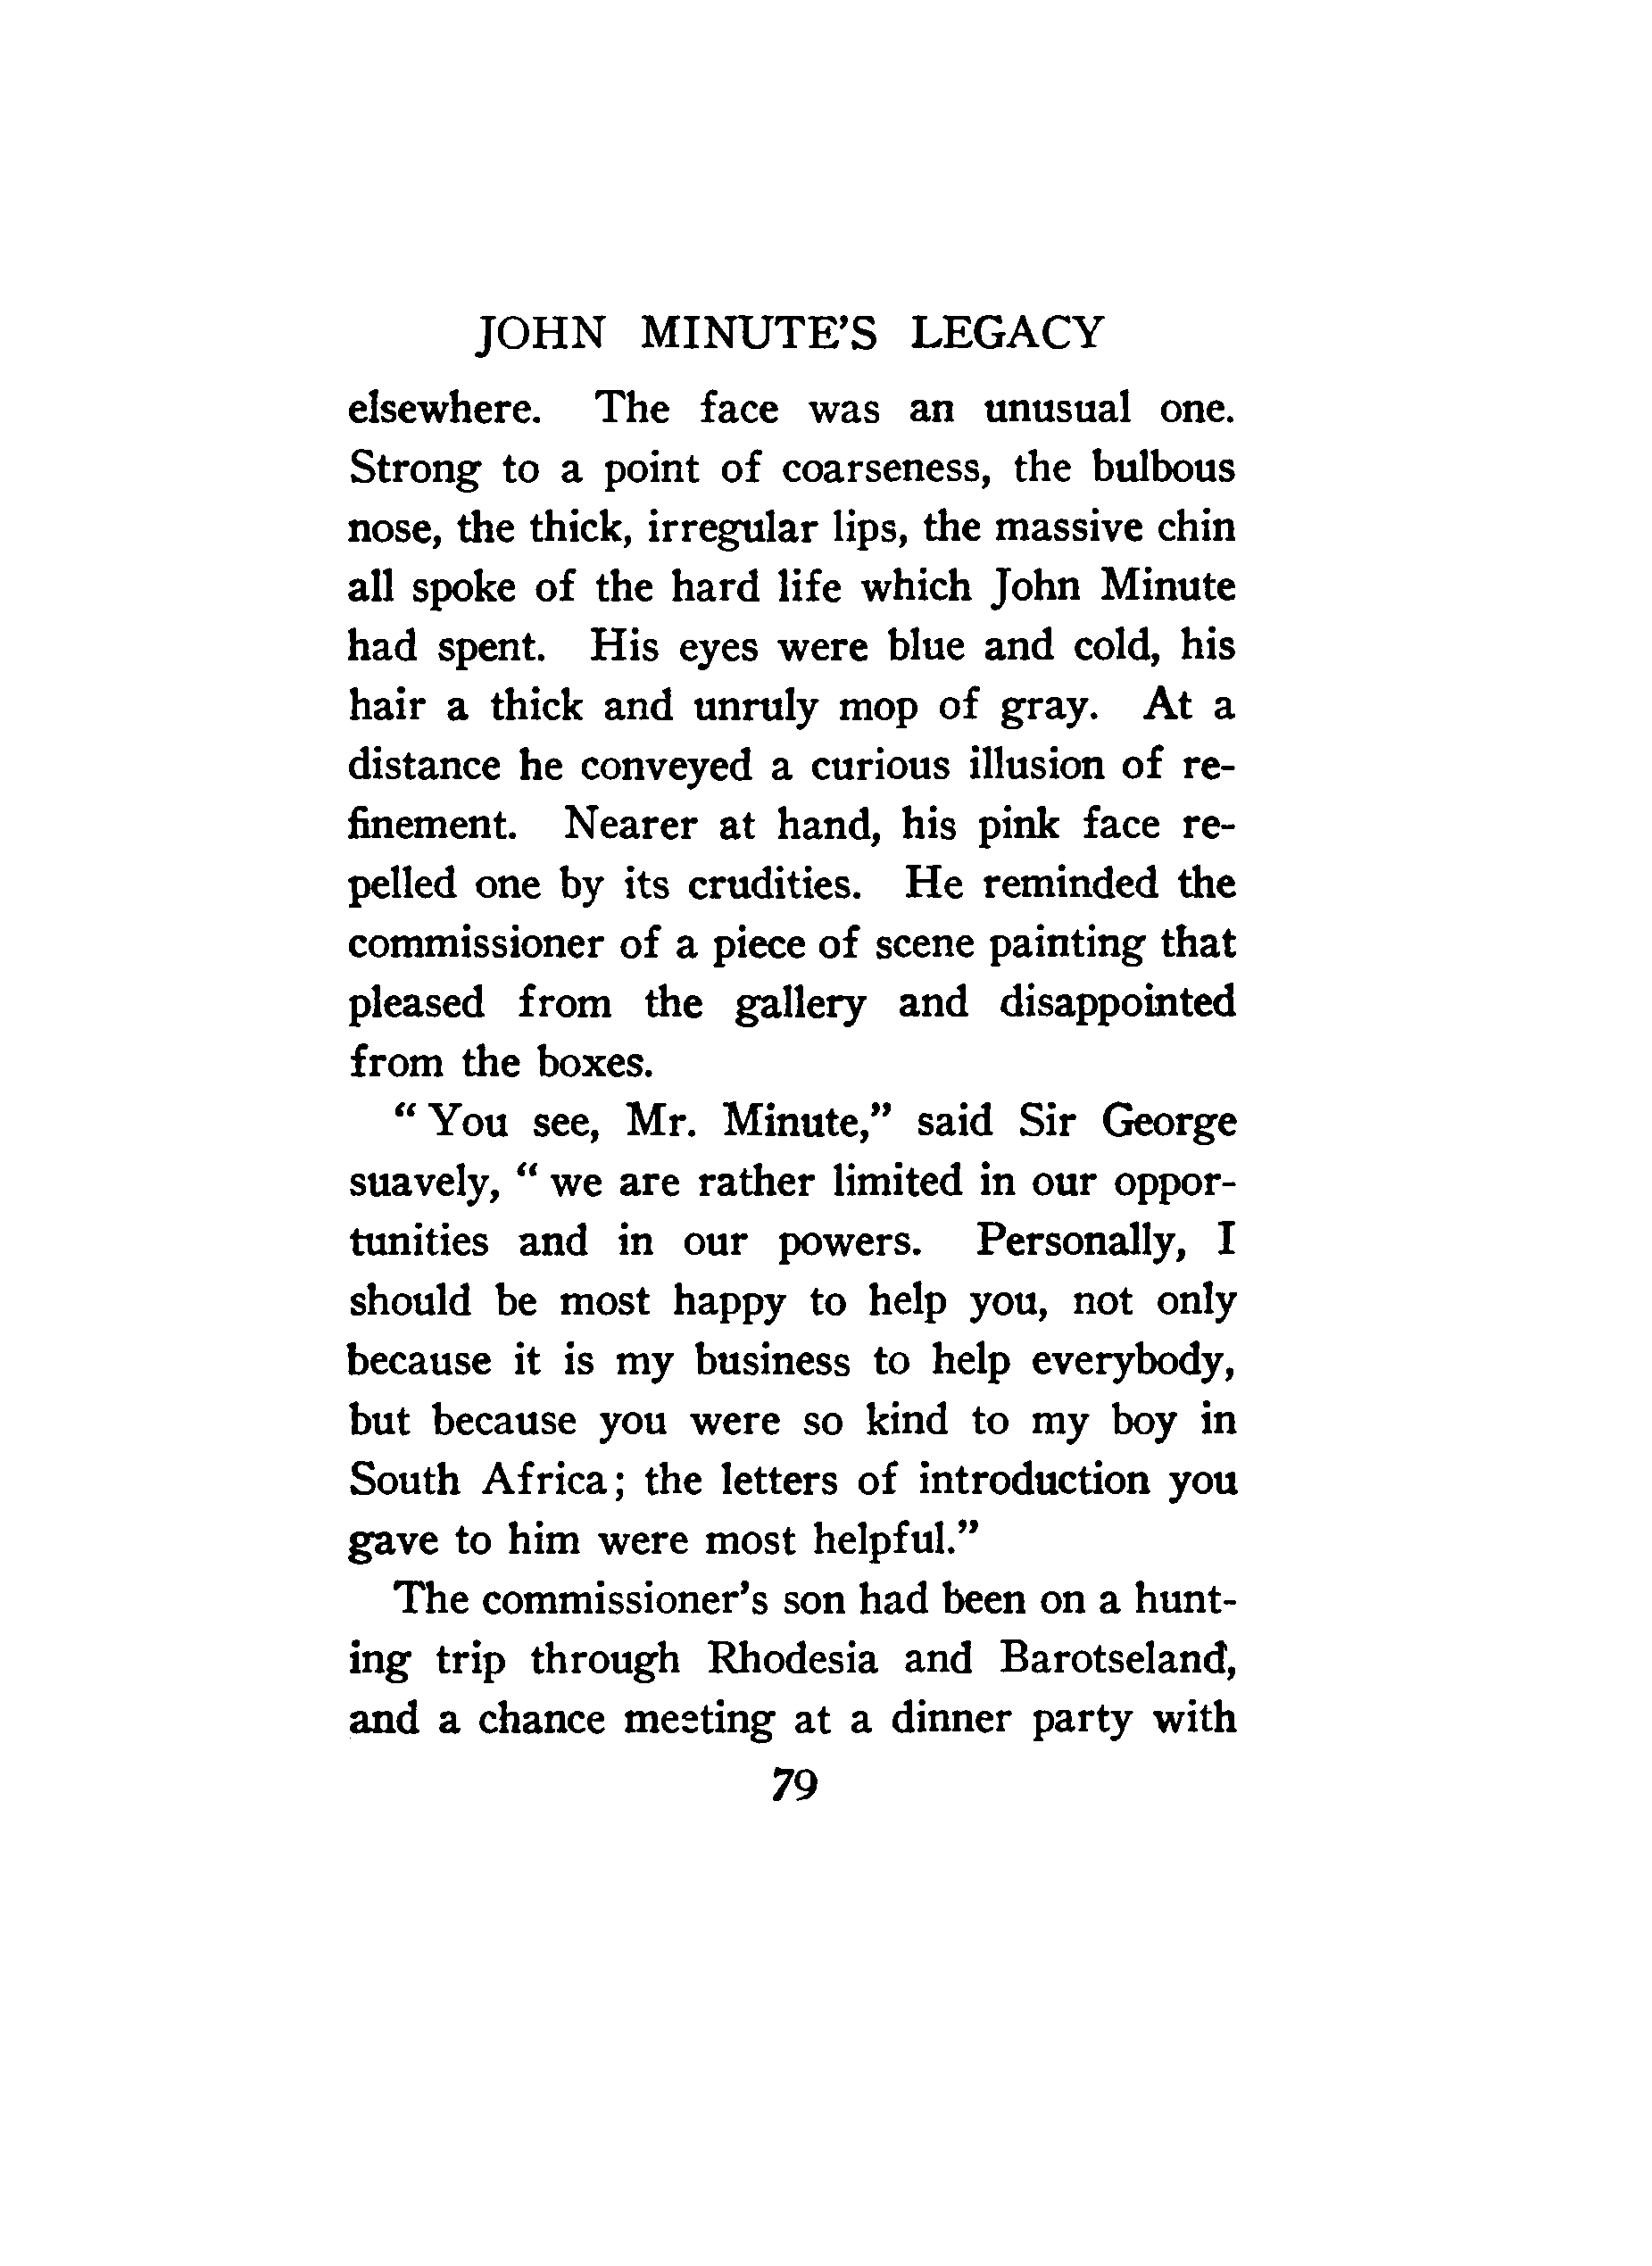 JOHN MINUTE'S LEGACY
elsewhere. The face was an unusual one.
Strong to a point of coarseness, the bulbous
nose, the thick, irregular lips, the massive chin
all spoke of the hard life which John Minute
had spent. His eyes were blue and cold, his
hair a thick and unruly mop of gray. At a
distance he conveyed a curious illusion of re-
finement. Nearer at hand, his pink face re-
pelled one by its crudities. He reminded the
commissioner of a piece of scene painting that
pleased from the gallery and disappointed
from the boxes.
“ You see, Mr. Minute,” said Sir George
suavely, “ we are rather limited in our oppor-
tunities and in our powers. Personally, I
should be most happy to help you, not only
because it is my business to help everybody,
but because you were so kind to my boy in
South Africa; the letters of introduction you
gave to him were most helpful.”
The commissioner's son had been on a hunt-
ing trip through Rhodesia and Barotseland,
and a chance meeting at a dinner party with
79